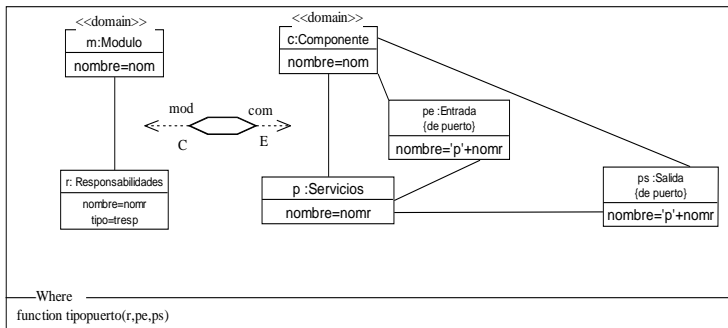 <<domain>>
m:Modulo
nombre=nom
<<domain>>
c:Componente
nombre=nom
mod
com
C
E
pe :Entrada
{de puerto}
nombre='p'+nomr
r: Responsabilidades
nombre=nomr
tipo=tresp
p :Servicios
nombre=nomr
ps :Salida
{de puerto}
nombre='p'+nomr
Where
function tipopuerto(r,pe,ps)